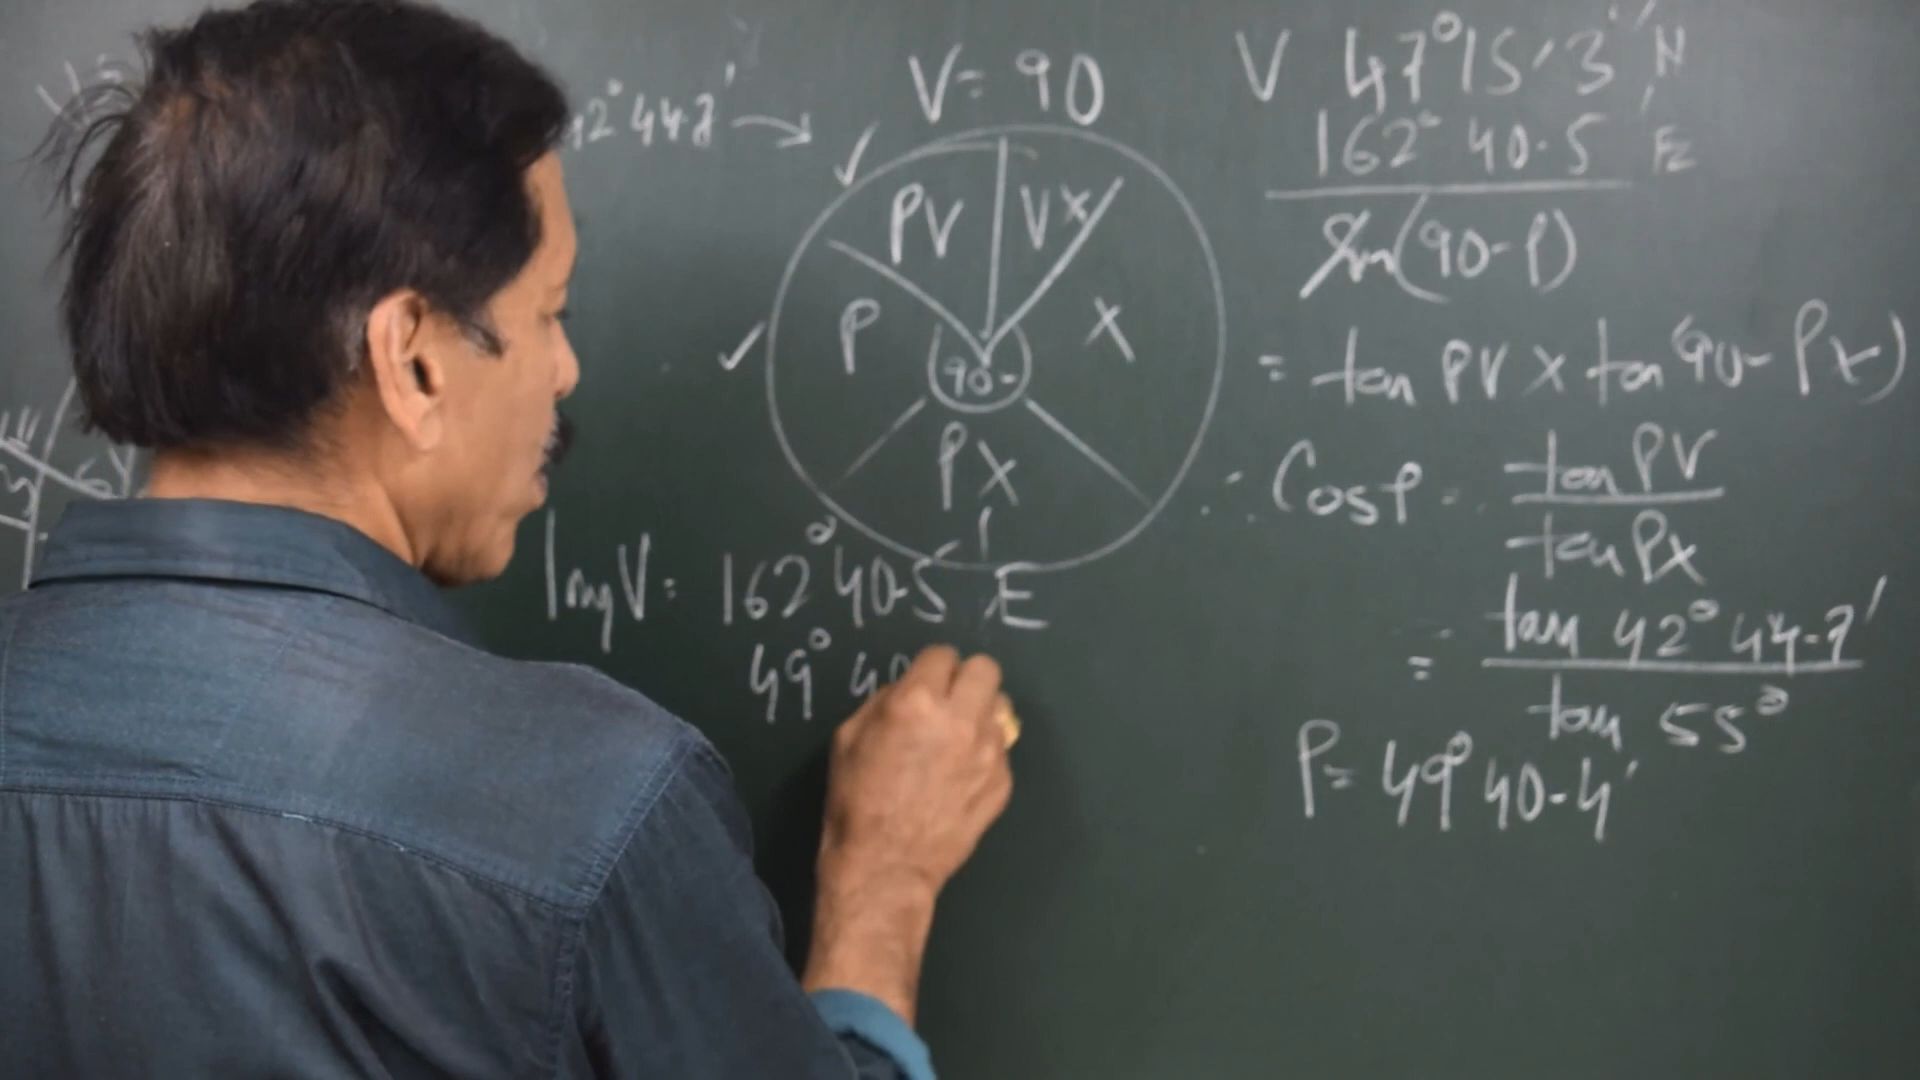 V= 90
42° 44.7' →
PV
VX
P
X
90-
PX
long V = 162° 40.5' E
49° 40
V 47° 15.3' N
162° 40.5' E
Sin(90-P)
= tan PV X tan 90- PX)
∴ Cos P = tan PV
tan PX
= tan 42° 44.7'
tan 55°
P= 49° 40.4'